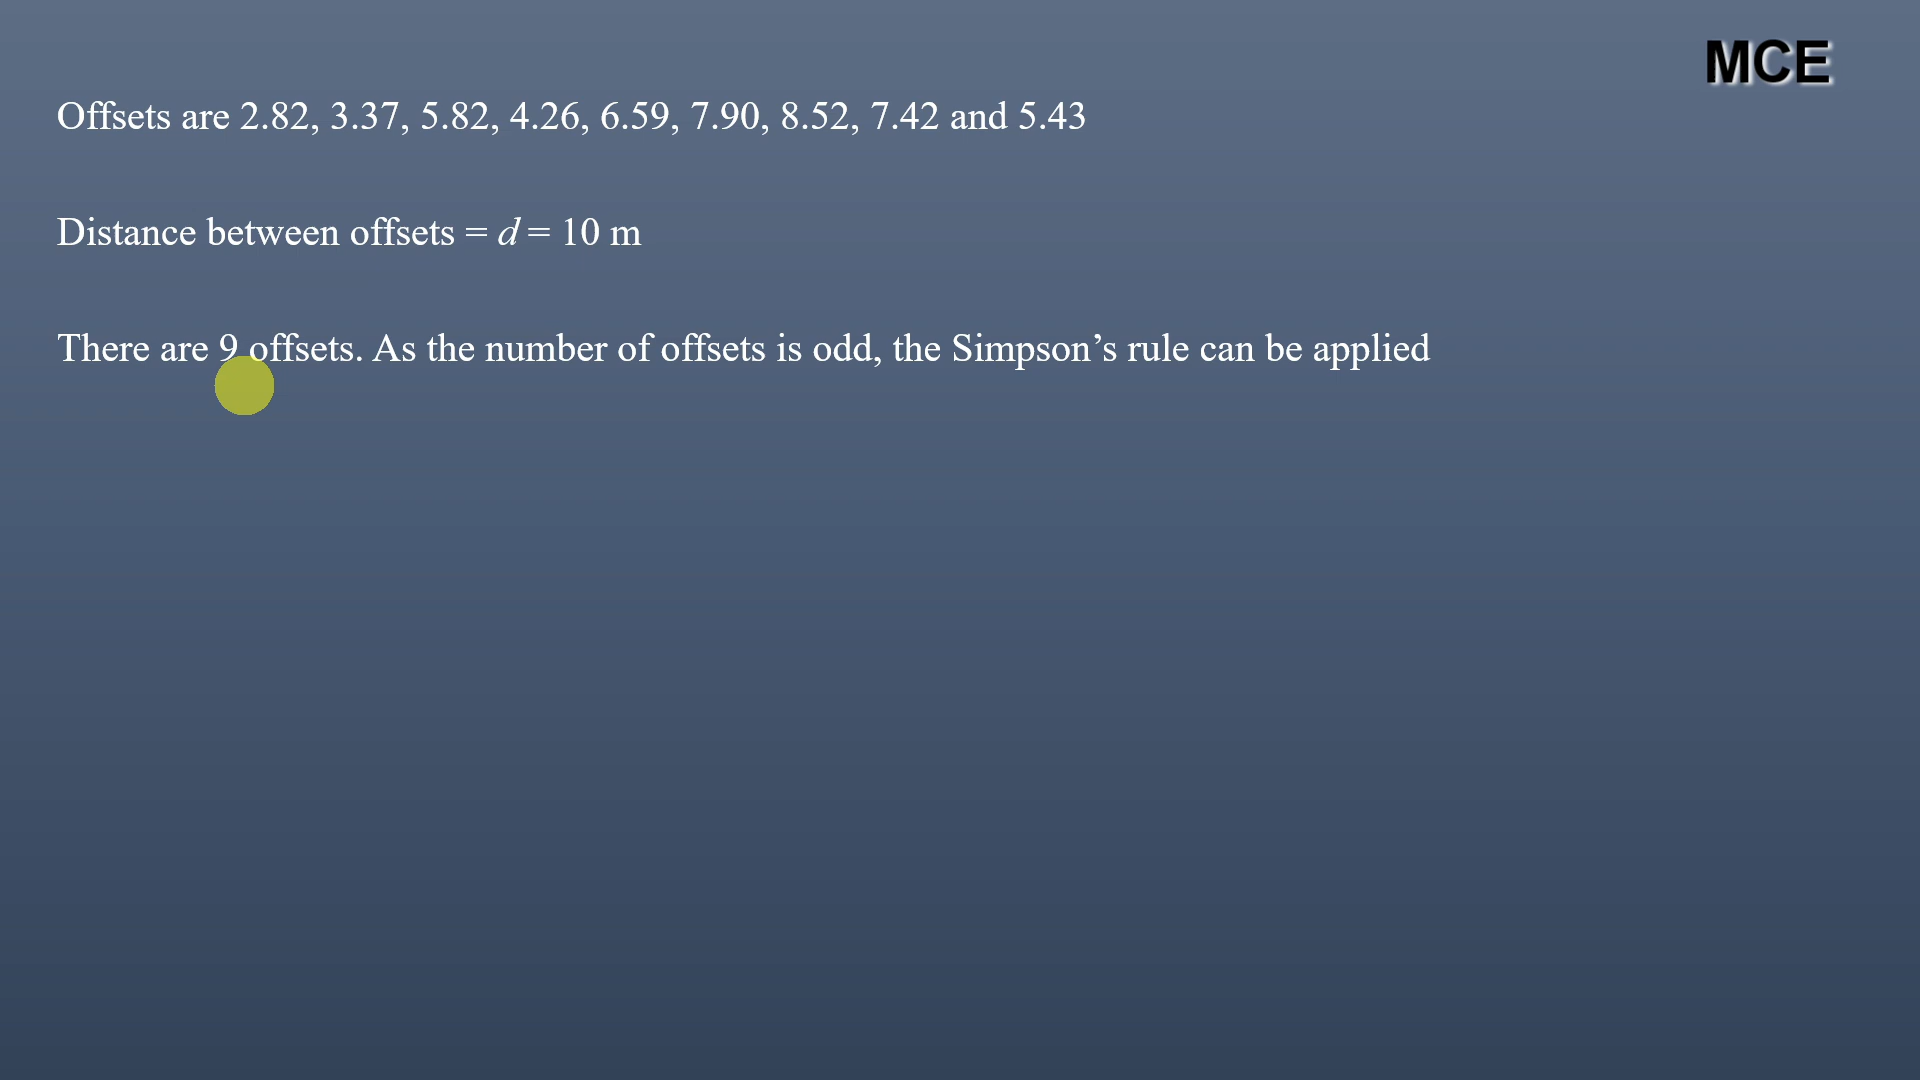 MCE
Offsets are 2.82, 3.37, 5.82, 4.26, 6.59, 7.90, 8.52, 7.42 and 5.43
Distance between offsets = d = 10 m
There are 9 offsets. As the number of offsets is odd, the Simpson’s rule can be applied